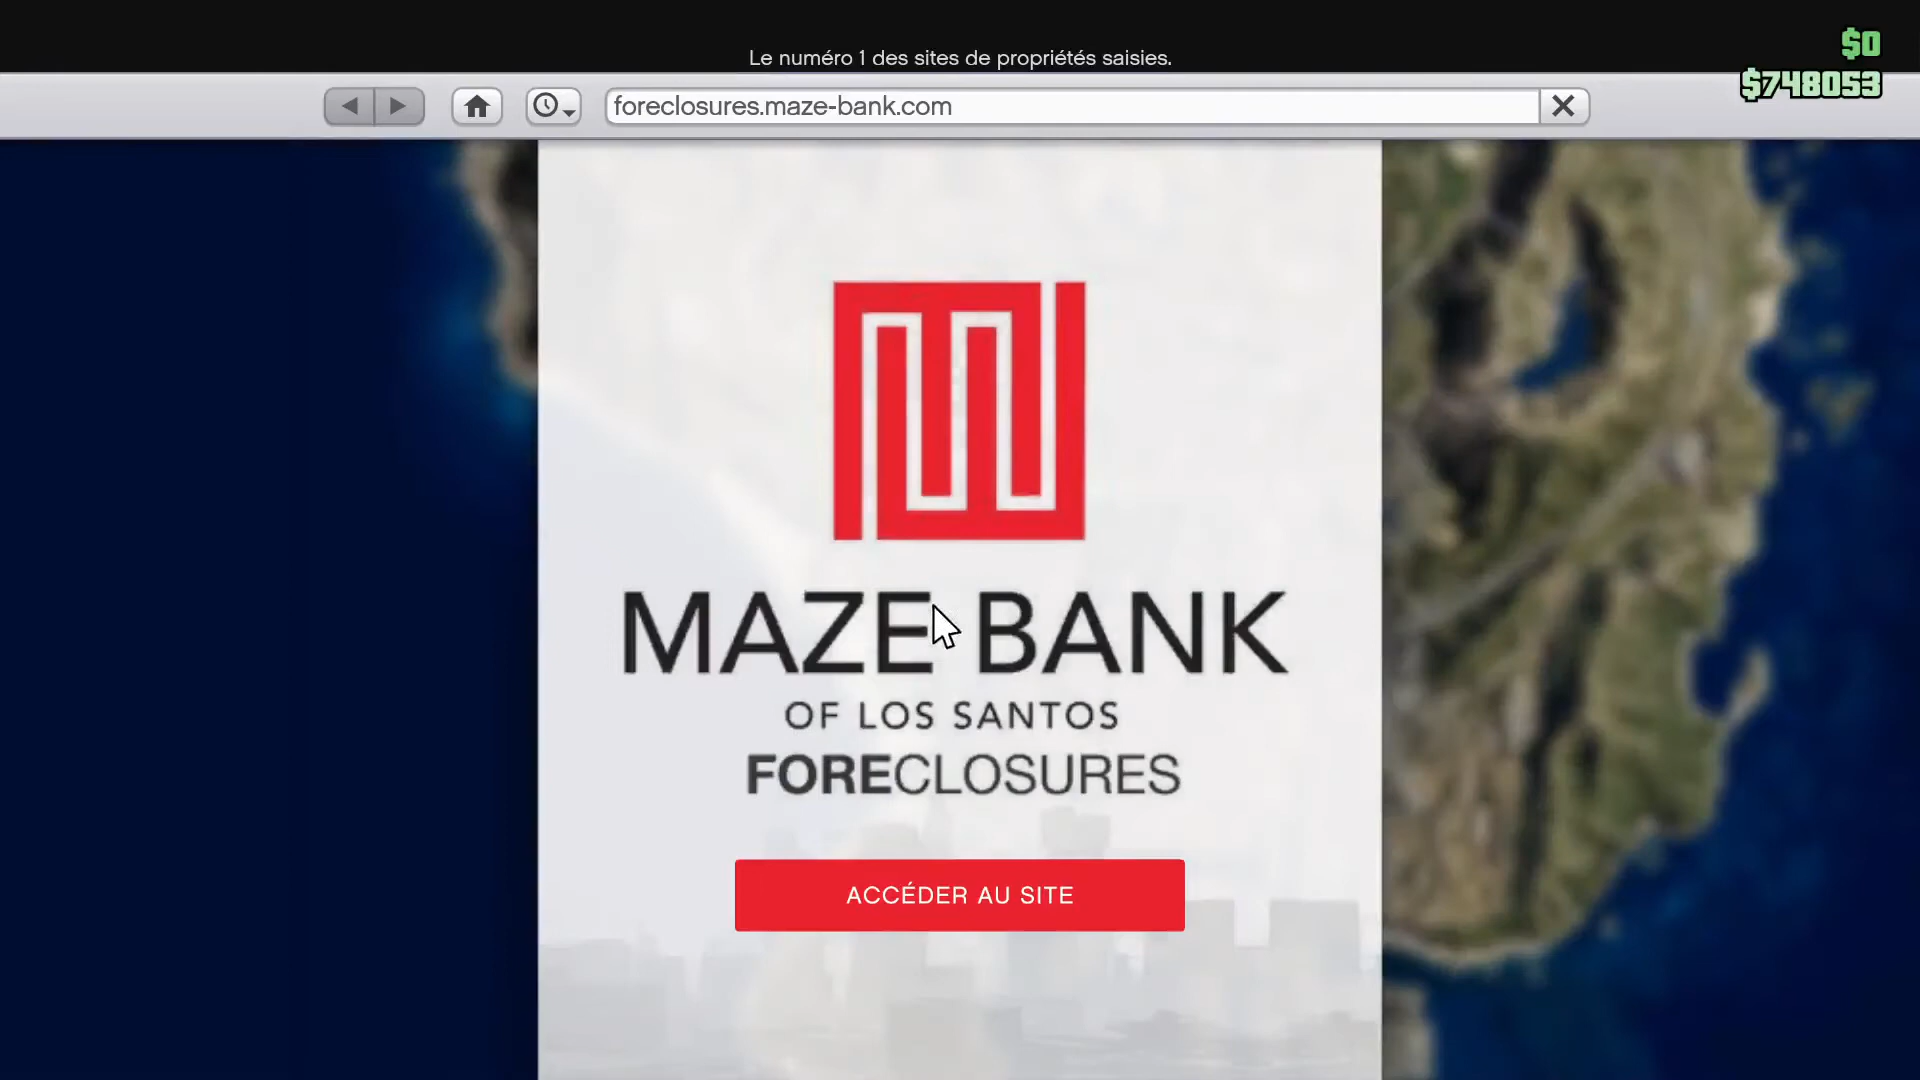 Le numéro 1 des sites de propriétés saisies.
$0
$748053
foreclosures.maze-bank.com
MAZE BANK
OF LOS SANTOS
FORECLOSURES
ACCÉDER AU SITE